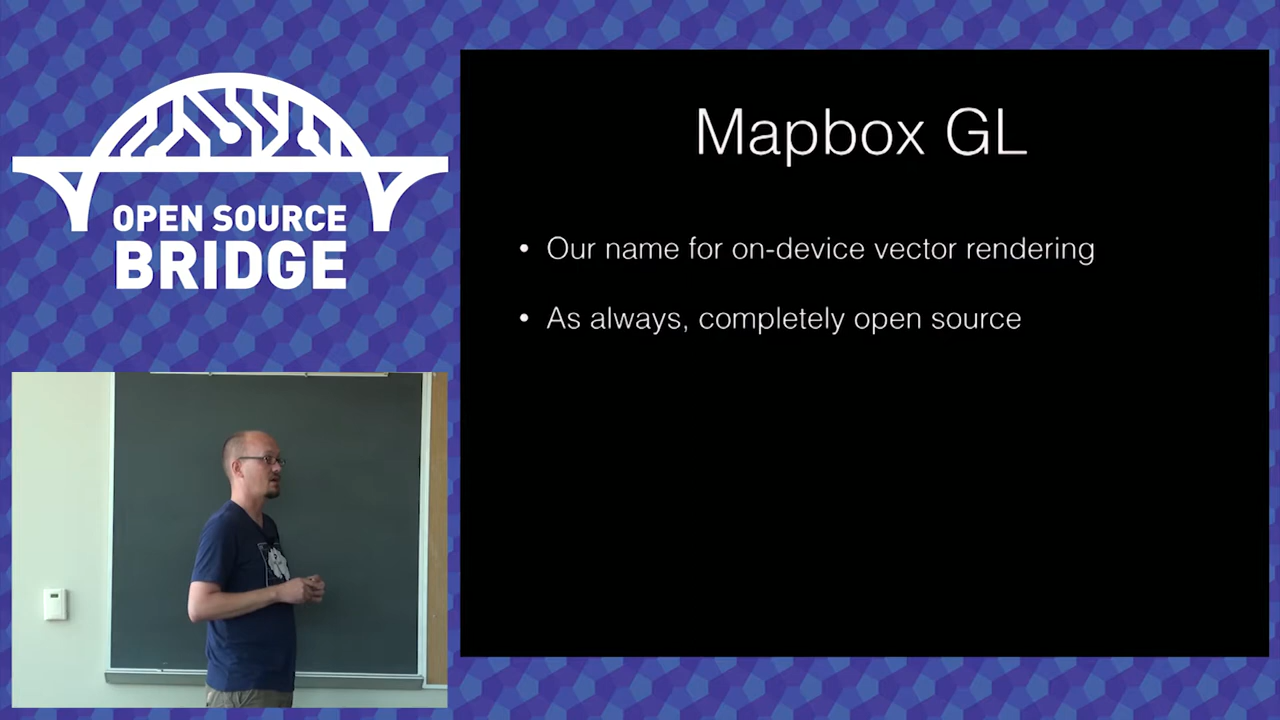 OPEN SOURCE
BRIDGE
Mapbox GL
• Our name for on-device vector rendering
• As always, completely open source